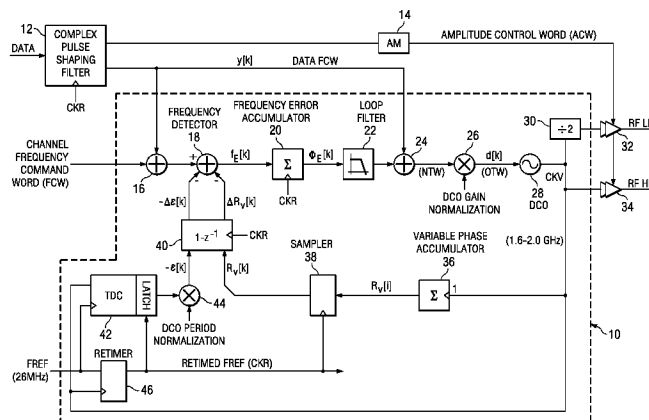 12
COMPLEX
PULSE
SHAPING
FILTER
DATA
CKR
14
AM
AMPLITUDE CONTROL WORD (ACW)
y[k]
DATA FCW
FREQUENCY
DETECTOR
18
FREQUENCY ERROR
ACCUMULATOR
20
LOOP
FILTER
22
24
26
30
÷2
RF L
32
CHANNEL
FREQUENCY
COMMAND
WORD (FCW)
16
+
-
-
fE[k]
Σ
CKR
ΦE[k]
(NTW)
d[k]
(OTW)
DCO GAIN
NORMALIZATION
28
DCO
CKV
RF H
34
-Δε[k]
ΔRV[k]
40
1-z-1
CKR
-ε[k]
RV[k]
SAMPLER
38
VARIABLE PHASE
ACCUMULATOR
36
(1.6–2.0 GHz)
TDC
LATCH
42
44
DCO PERIOD
NORMALIZATION
RV[i]
Σ
1
10
FREF
(26MHz)
RETIMER
46
RETIMED FREF (CKR)